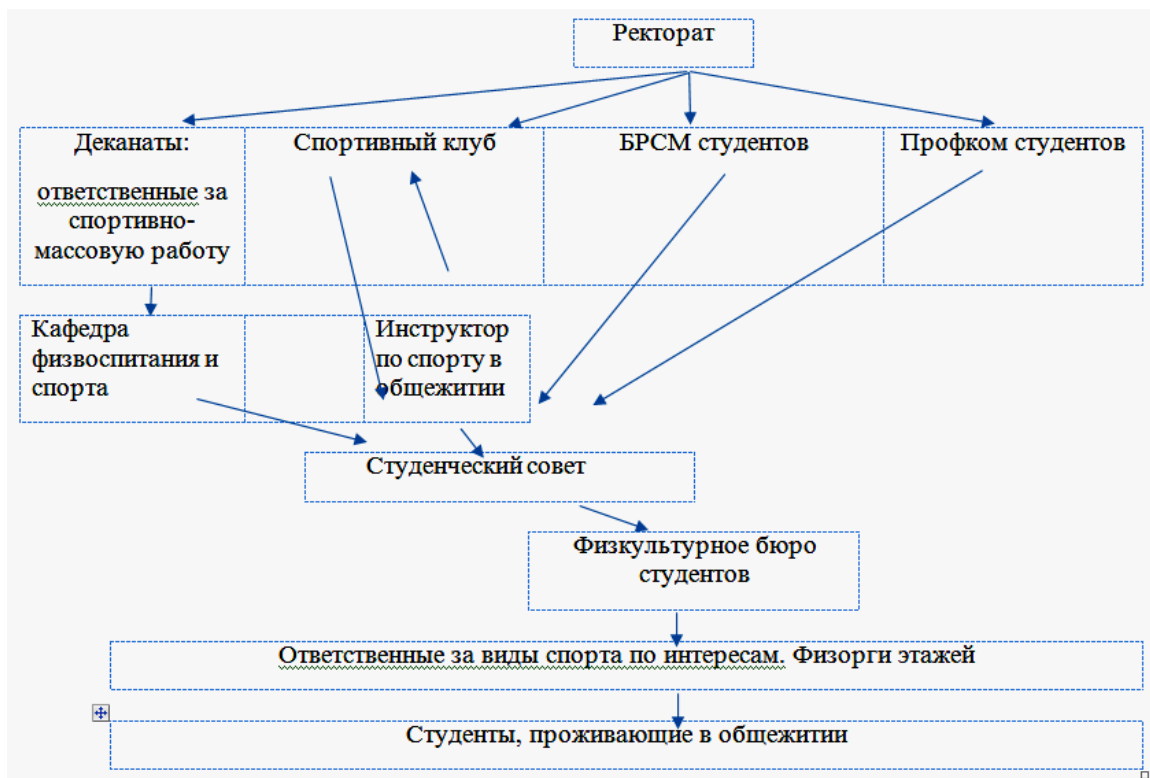 Ректорат
Деканаты:
ответственные за
спортивно-
массовую работу
Спортивный клуб
БРСМ студентов
Профком студентов
Кафедра
физвоспитания и
спорта
Инструктор
по спорту в
общежитии
Студенческий совет
Физкультурное бюро
студентов
Ответственные за виды спорта по интересам. Физорги этажей
Студенты, проживающие в общежитии